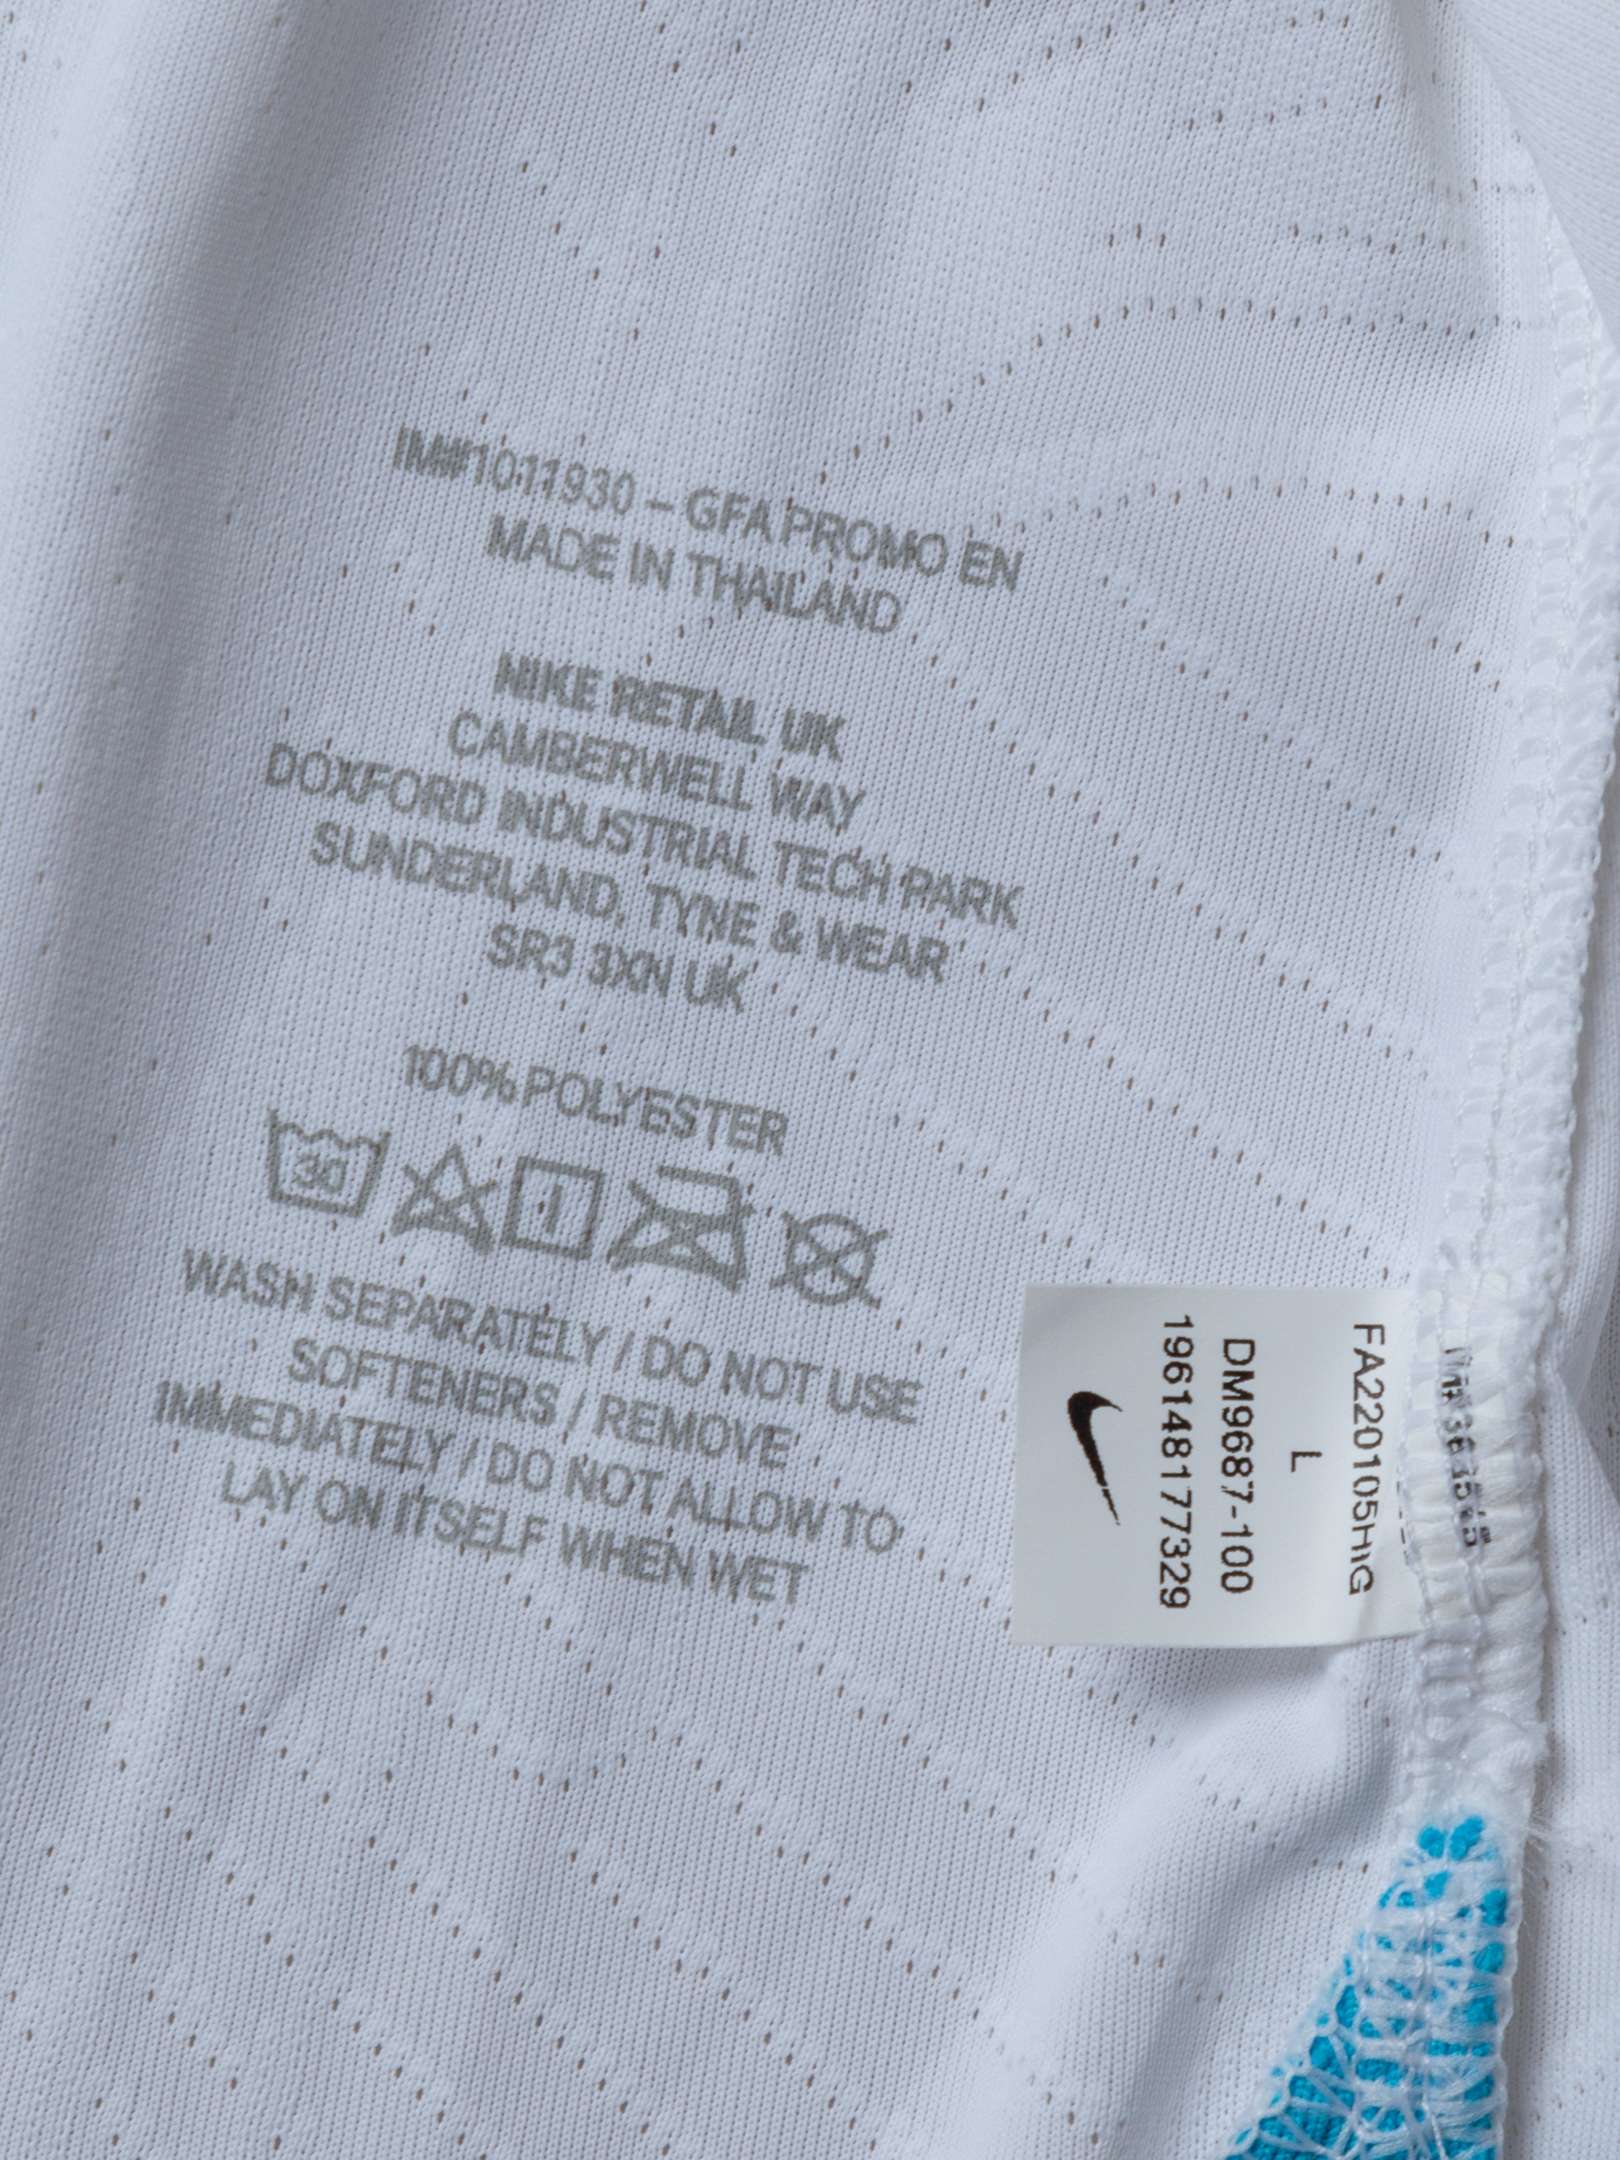 IM#1011930 – GFA PROMO EN
MADE IN THAILAND
NIKE RETAIL UK
CAMBERWELL WAY
DOXFORD INDUSTRIAL TECH PARK
SUNDERLAND, TYNE & WEAR
SR3 3XN UK
100% POLYESTER
30
WASH SEPARATELY / DO NOT USE
SOFTENERS / REMOVE
IMMEDIATELY / DO NOT ALLOW TO
LAY ON ITSELF WHEN WET
FA220105HIG
L
DM9687-100
196148177329